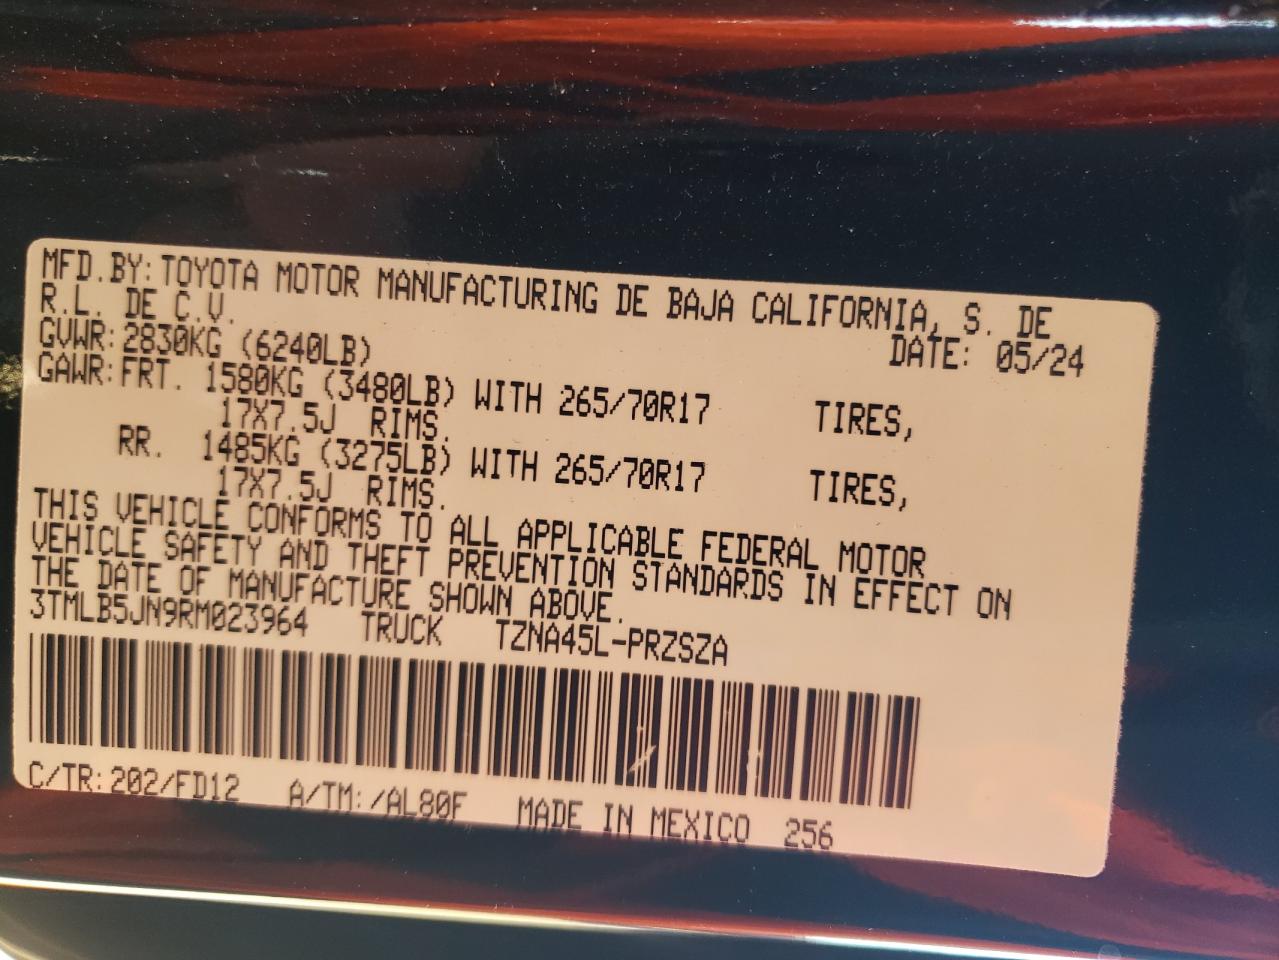 MFD.BY:TOYOTA MOTOR MANUFACTURING DE BAJA CALIFORNIA, S. DE
R.L. DE C.V.
GVWR:2830KG (6240LB) DATE: 05/24
GAWR:FRT. 1580KG (3480LB) WITH 265/70R17 TIRES,
17X7.5J RIMS.
RR. 1485KG (3275LB) WITH 265/70R17 TIRES,
17X7.5J RIMS.
THIS VEHICLE CONFORMS TO ALL APPLICABLE FEDERAL MOTOR
VEHICLE SAFETY AND THEFT PREVENTION STANDARDS IN EFFECT ON
THE DATE OF MANUFACTURE SHOWN ABOVE.
3TMLB5JN9RM023964 TRUCK TZNA45L-PRZSZA
C/TR:202/FD12 A/TM:/AL80F MADE IN MEXICO 256